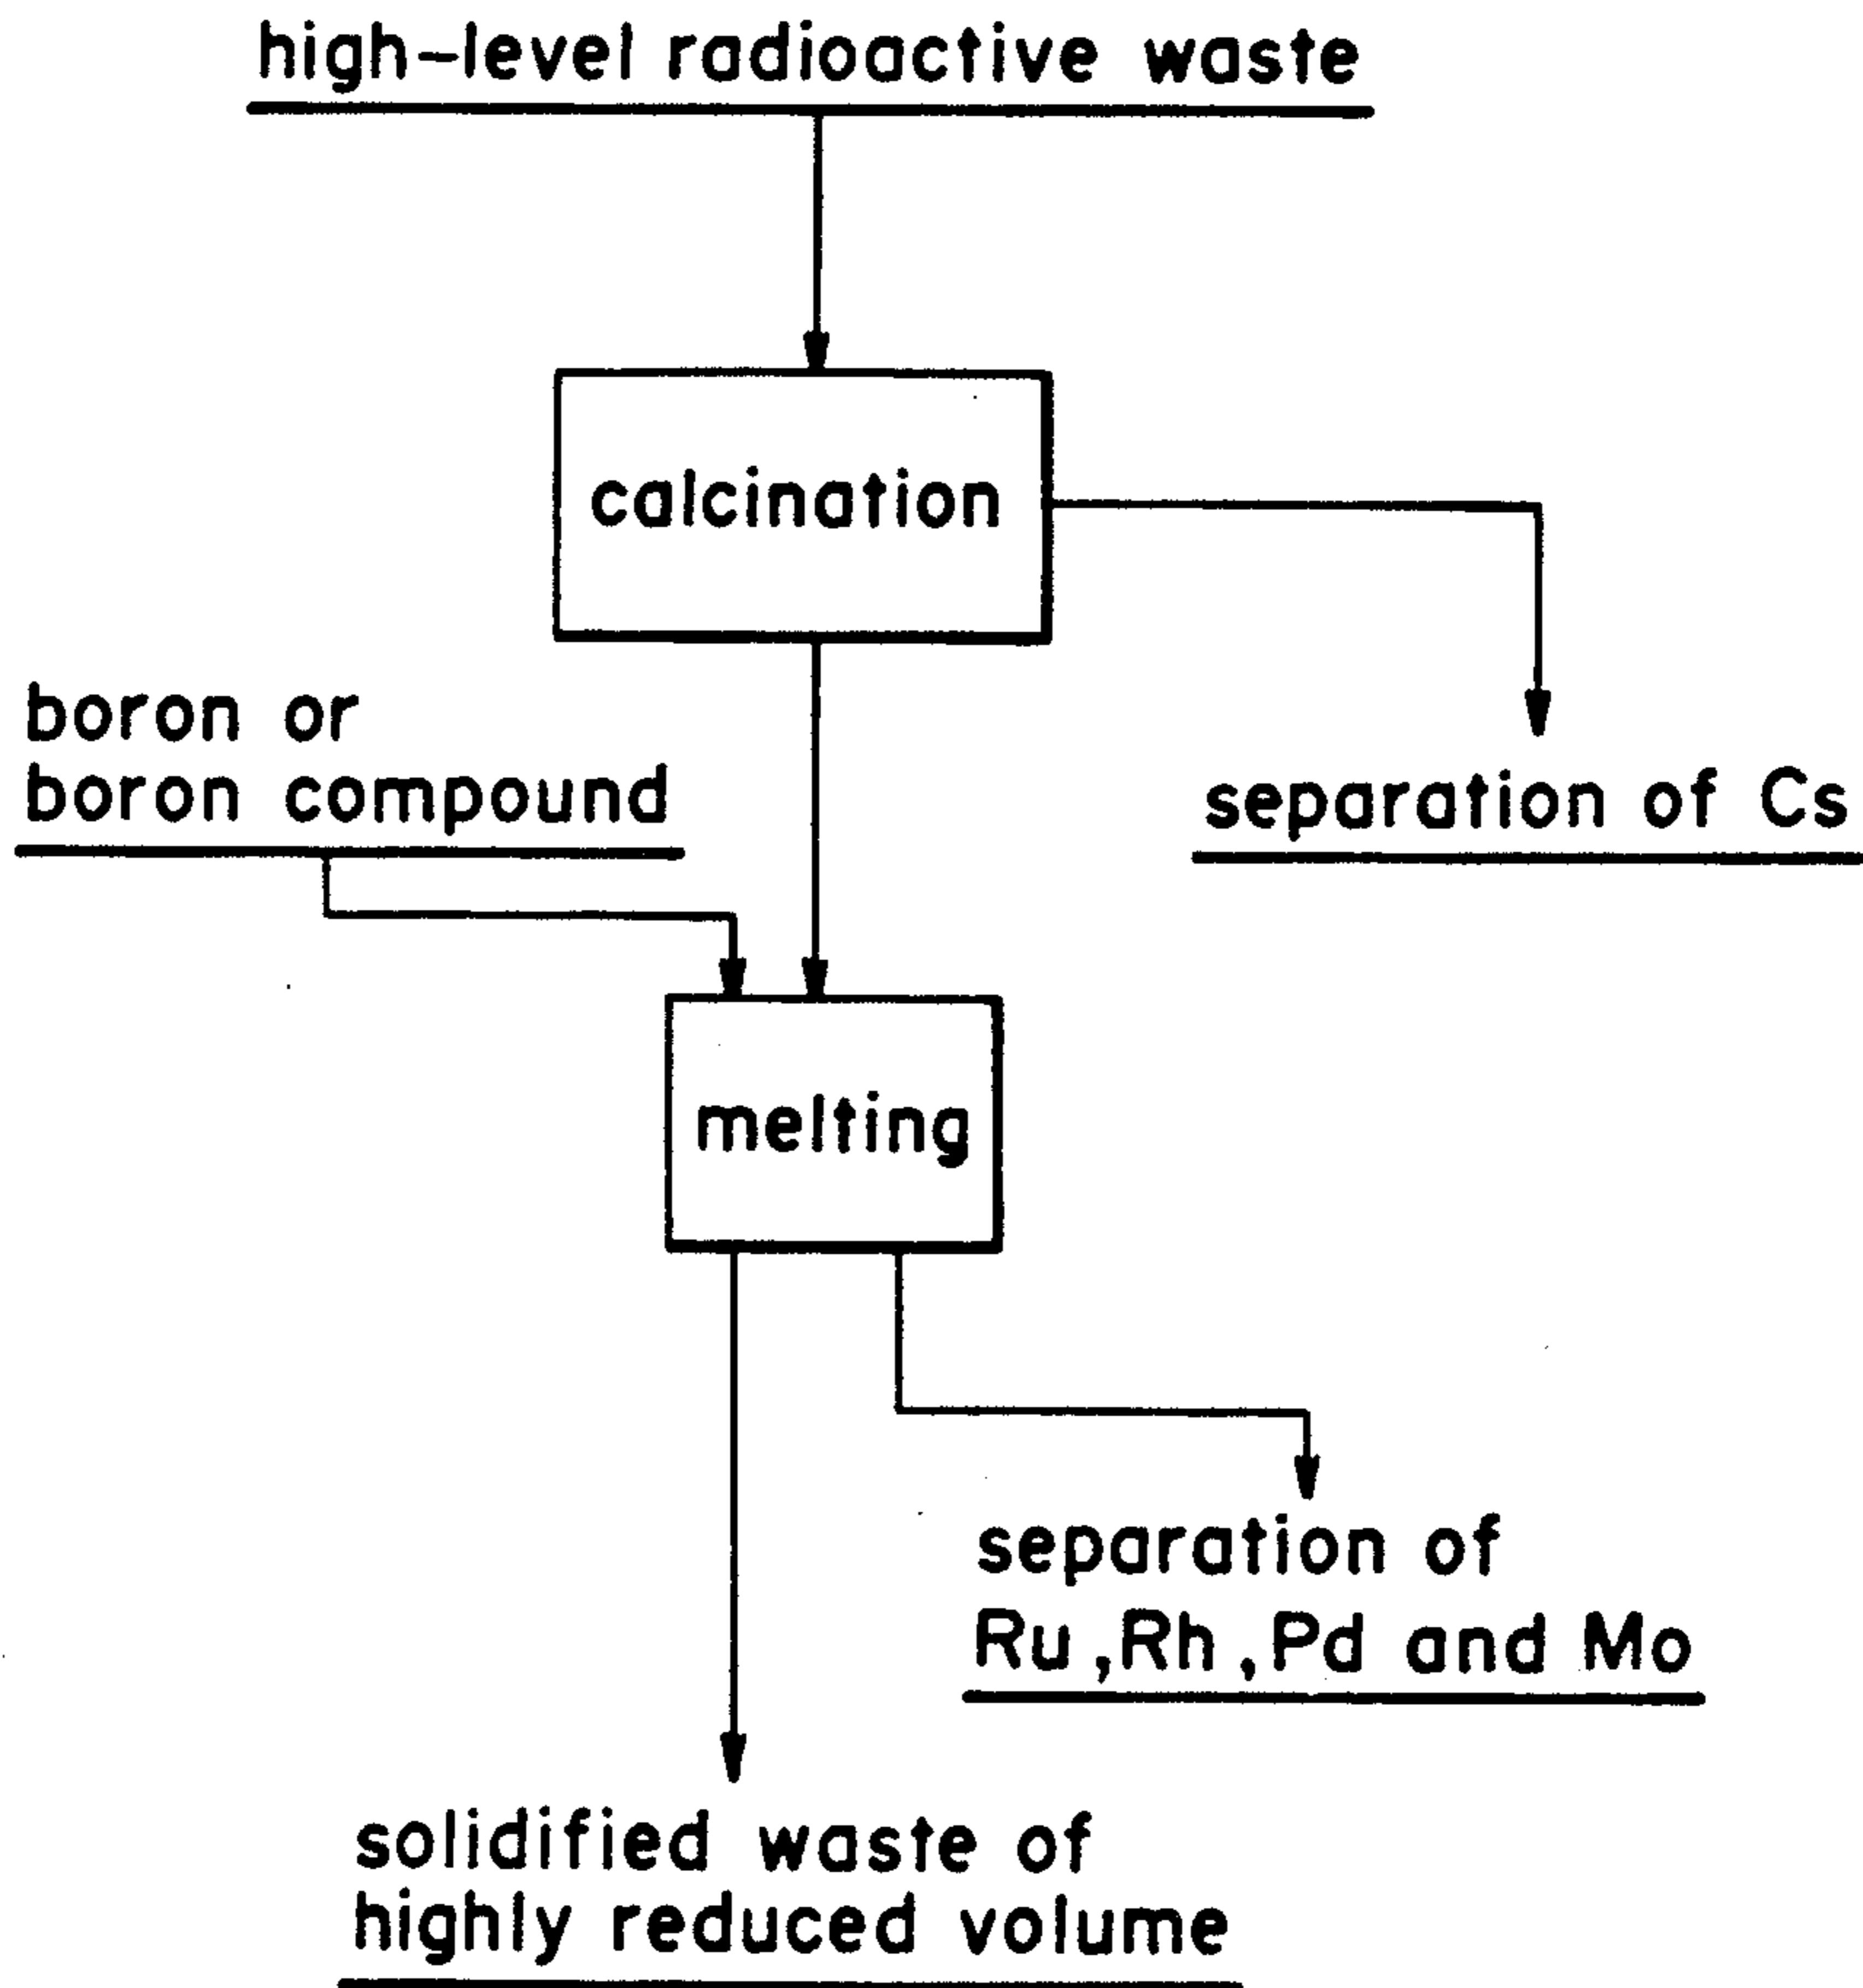 high-level radioactive waste
calcination
boron or
boron compound
separation of Cs
melting
separation of
Ru, Rh, Pd and Mo
solidified waste of
highly reduced volume